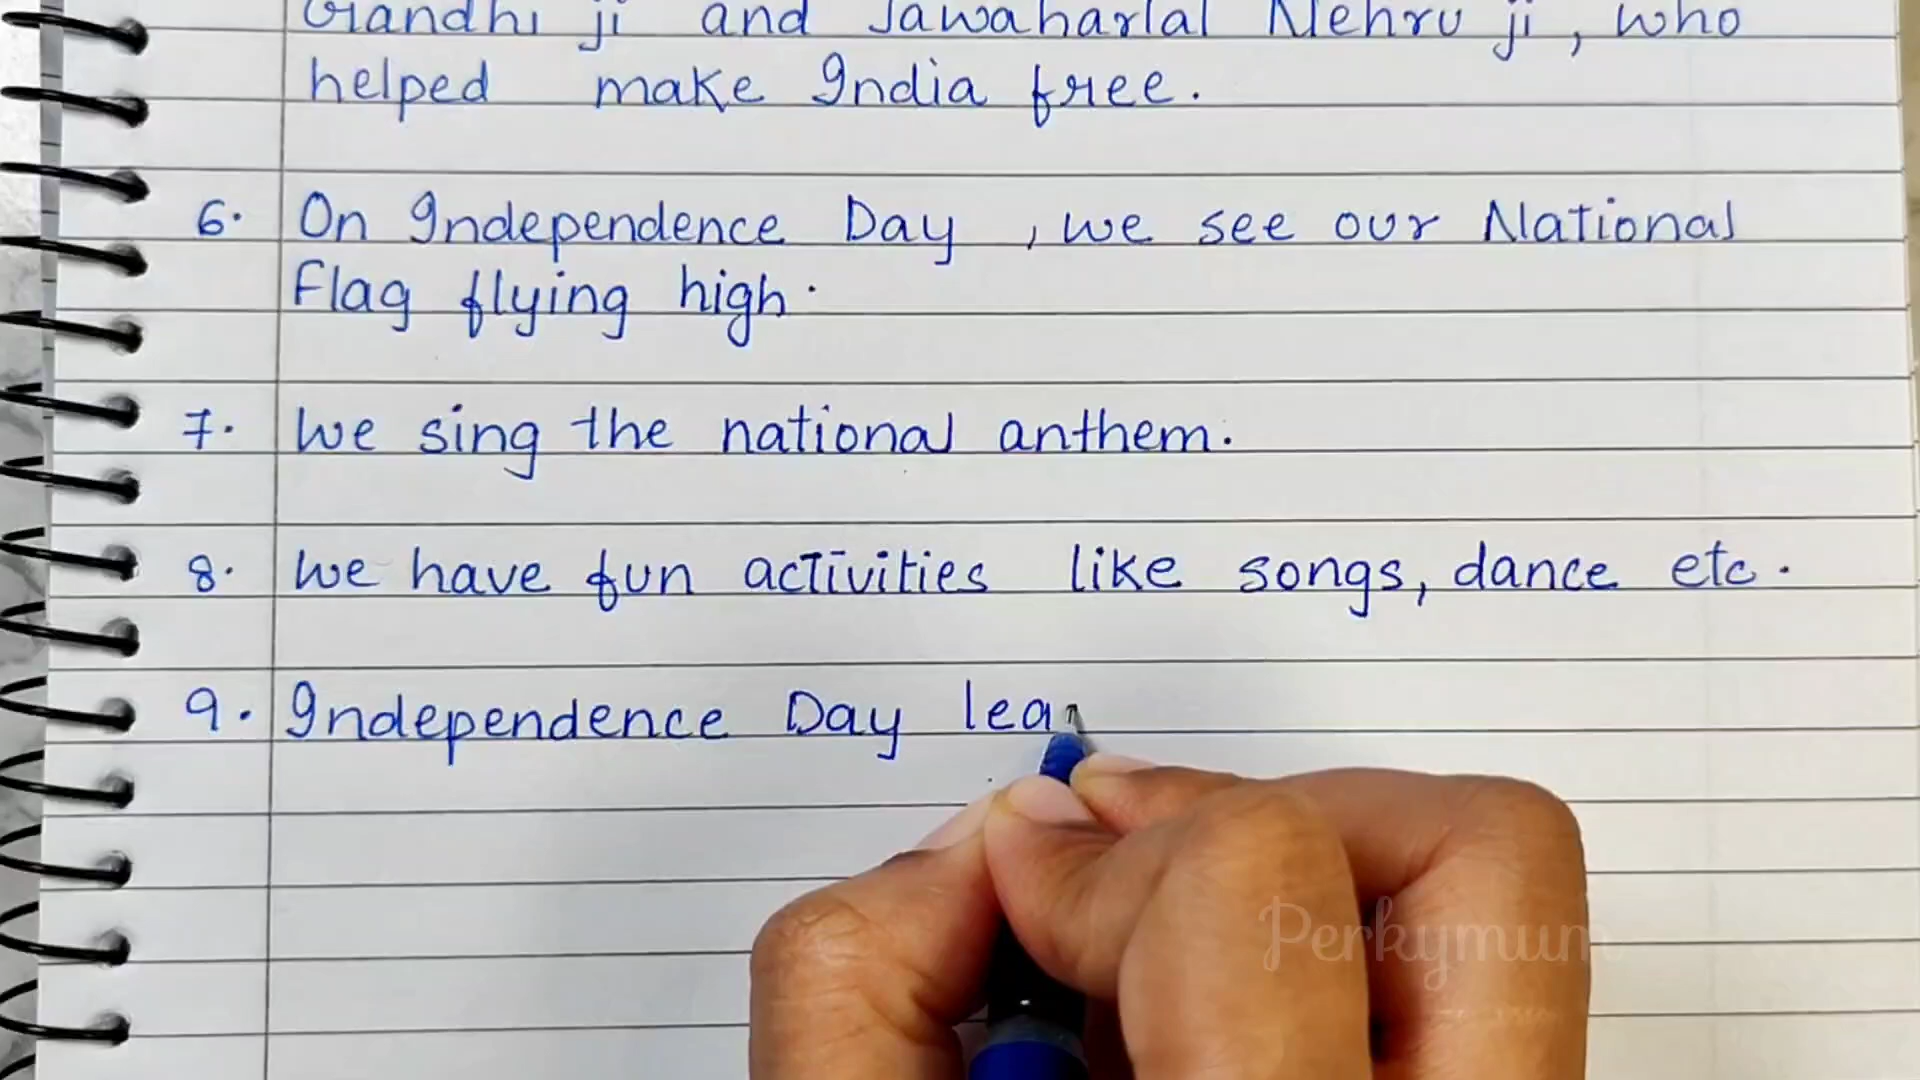 Gandhi ji and Jawaharlal Nehru ji, who
helped make India free.
6. On Independence Day, we see our National
Flag flying high.
7. We sing the national anthem.
8. We have fun activities like songs, dance etc.
9. Independence Day lea
Perkymum